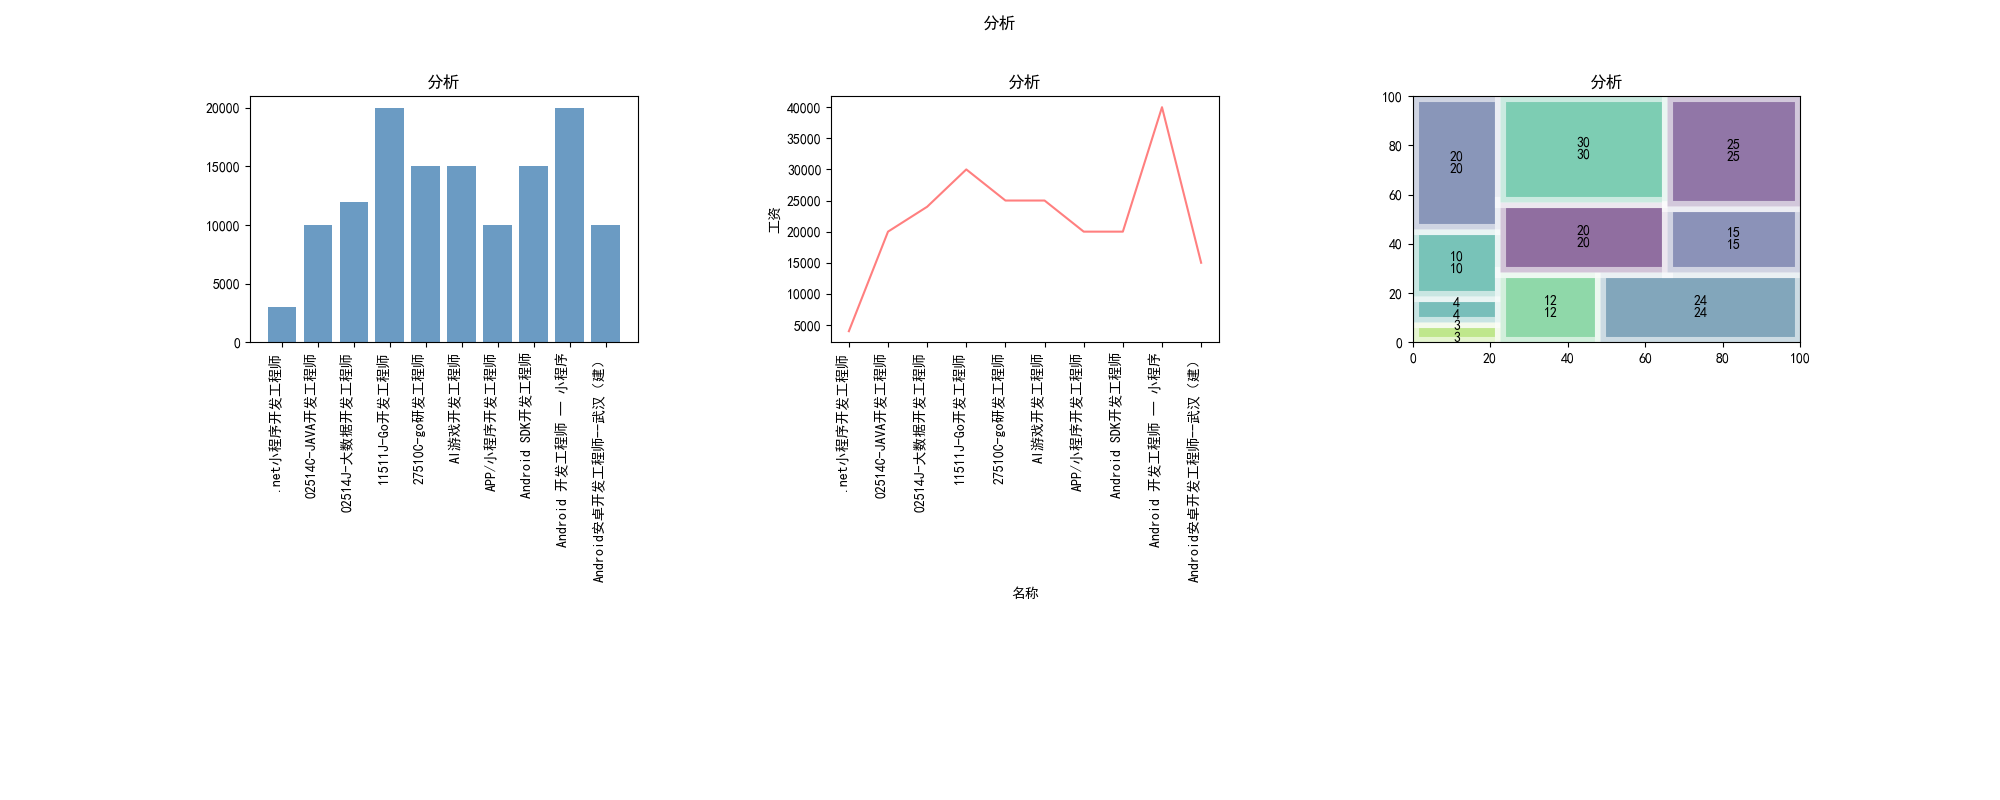 分析
分析
20000
15000
10000
5000
0
.net小程序开发工程师
02514C-JAVA开发工程师
02514J-大数据开发工程师
11511J-Go开发工程师
27510C-go研发工程师
AI游戏开发工程师
APP/小程序开发工程师
Android SDK开发工程师
Android 开发工程师 — 小程序
Android安卓开发工程师--武汉（建）
分析
工资
40000
35000
30000
25000
20000
15000
10000
5000
.net小程序开发工程师
02514C-JAVA开发工程师
02514J-大数据开发工程师
11511J-Go开发工程师
27510C-go研发工程师
AI游戏开发工程师
APP/小程序开发工程师
Android SDK开发工程师
Android 开发工程师 — 小程序
Android安卓开发工程师--武汉（建）
名称
分析
100
80
60
40
20
0
20
20
30
30
25
25
20
20
15
15
10
10
4
4
3
3
12
12
24
24
0
20
40
60
80
100